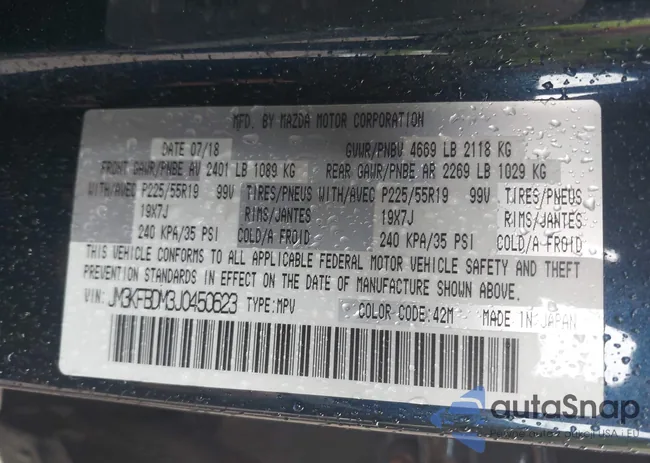 MFD. BY MAZDA MOTOR CORPORATION
DATE 07/18 GVWR/PNBV 4669 LB 2118 KG
FRONT GAWR/PNBE AV 2401 LB 1089 KG REAR GAWR/PNBE AR 2269 LB 1029 KG
WITH/AVEC P225/55R19 99V TIRES/PNEUS WITH/AVEC P225/55R19 99V TIRES/PNEUS
19X7J RIMS/JANTES 19X7J RIMS/JANTES
240 KPA/35 PSI COLD/A FROID 240 KPA/35 PSI COLD/A FROID
THIS VEHICLE CONFORMS TO ALL APPLICABLE FEDERAL MOTOR VEHICLE SAFETY AND THEFT
PREVENTION STANDARDS IN EFFECT ON THE DATE OF MANUFACTURE SHOWN ABOVE.
VIN: JM3KFBDM3J0450623 TYPE:MPV COLOR CODE:42M MADE IN JAPAN
autoSnap
USA | EU